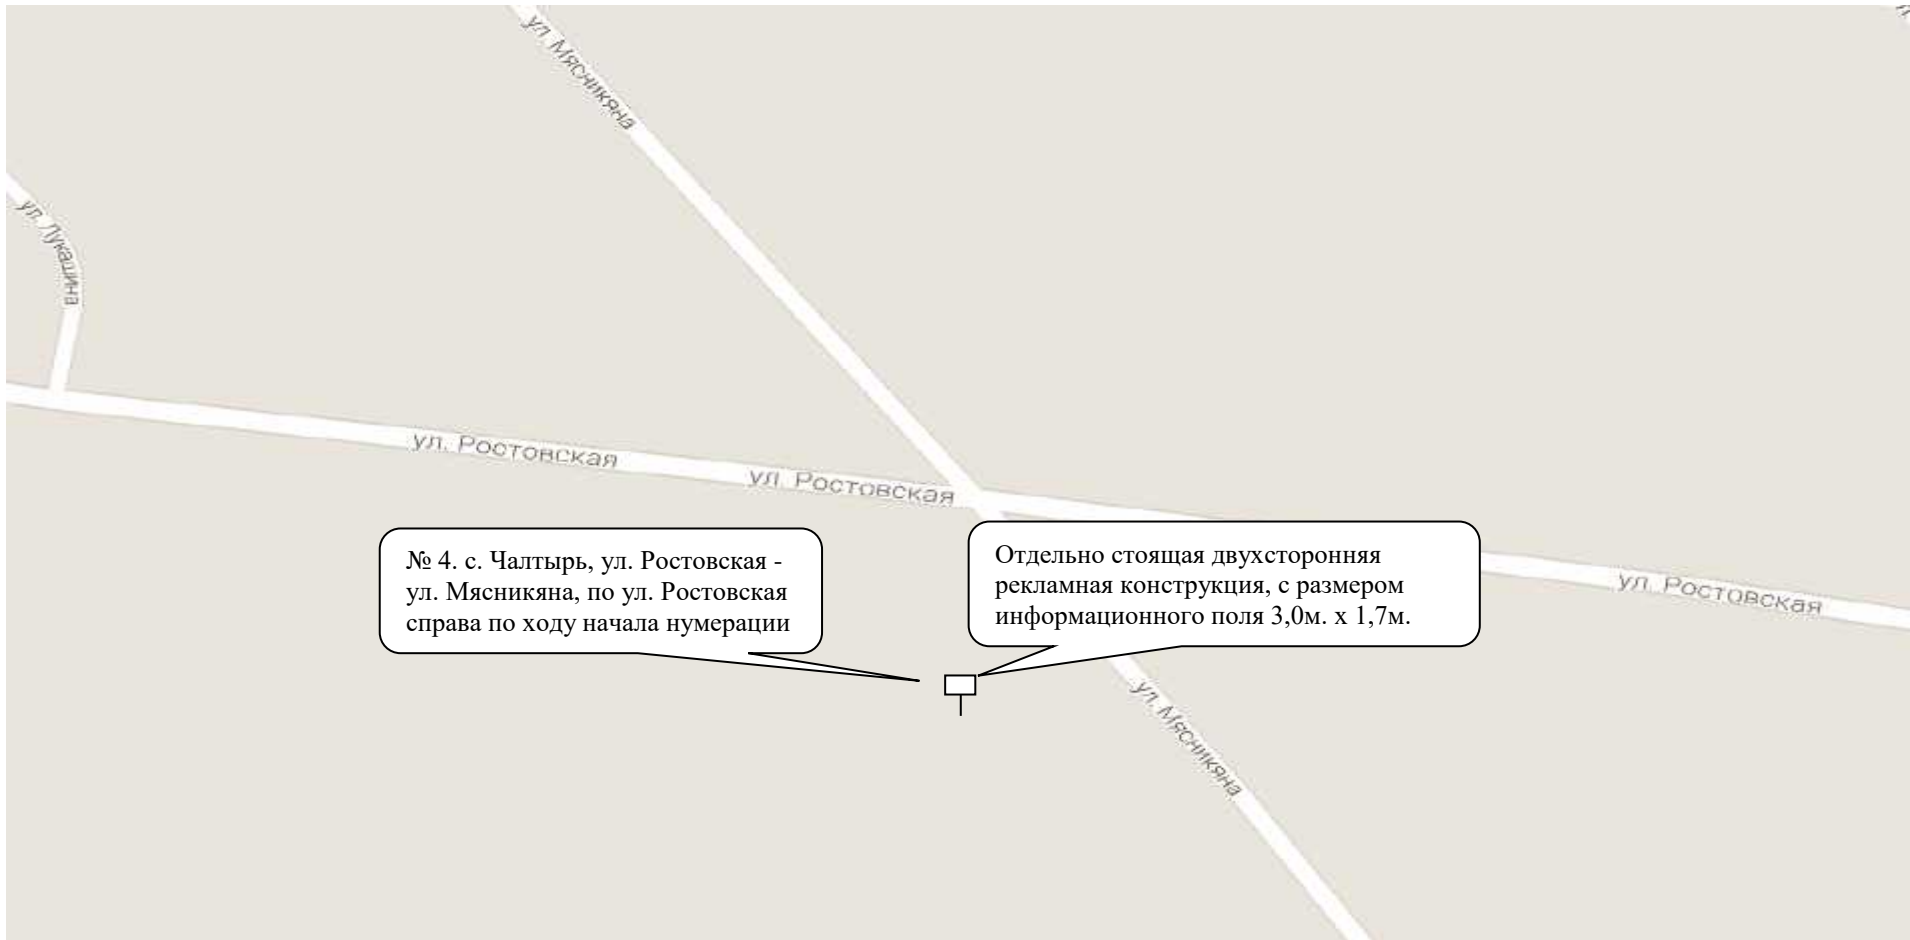 ул. Мясникяна
ул. Лукашина
ул. Ростовская
ул. Ростовская
№ 4. с. Чалтырь, ул. Ростовская -
ул. Мясникяна, по ул. Ростовская
справа по ходу начала нумерации
Отдельно стоящая двухсторонняя
рекламная конструкция, с размером
информационного поля 3,0м. х 1,7м.
ул. Ростовская
ул. Мясникяна